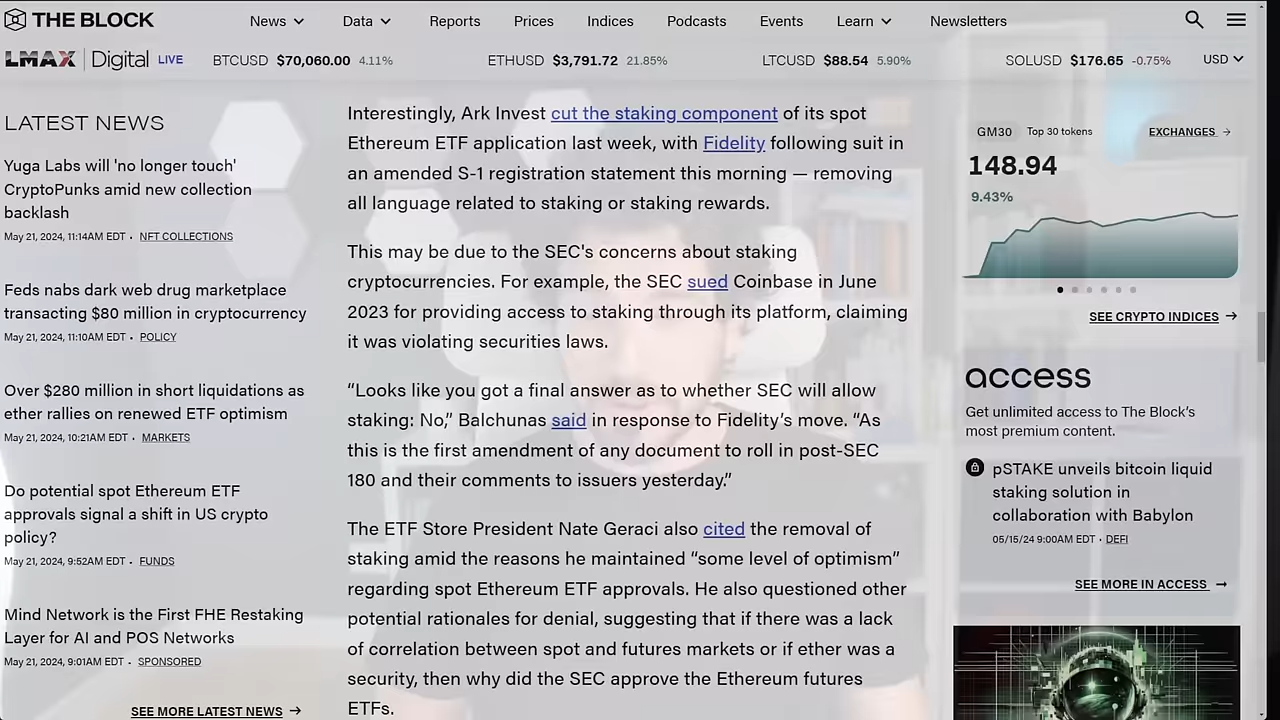 THE BLOCK
News
Data
Reports
Prices
Indices
Podcasts
Events
Learn
Newsletters
LMAX Digital LIVE
BTCUSD $70,060.00 4.11%
ETHUSD $3,791.72 21.85%
LTCUSD $88.54 5.90%
SOLUSD $176.65 -0.75%
USD
LATEST NEWS
Yuga Labs will 'no longer touch'
CryptoPunks amid new collection
backlash
May 21, 2024, 11:14AM EDT • NFT COLLECTIONS
Feds nabs dark web drug marketplace
transacting $80 million in cryptocurrency
May 21, 2024, 11:10AM EDT • POLICY
Over $280 million in short liquidations as
ether rallies on renewed ETF optimism
May 21, 2024, 10:21AM EDT • MARKETS
Do potential spot Ethereum ETF
approvals signal a shift in US crypto
policy?
May 21, 2024, 9:52AM EDT • FUNDS
Mind Network is the First FHE Restaking
Layer for AI and POS Networks
May 21, 2024, 9:01AM EDT • SPONSORED
SEE MORE LATEST NEWS →
Interestingly, Ark Invest cut the staking component of its spot
Ethereum ETF application last week, with Fidelity following suit in
an amended S-1 registration statement this morning — removing
all language related to staking or staking rewards.
This may be due to the SEC's concerns about staking
cryptocurrencies. For example, the SEC sued Coinbase in June
2023 for providing access to staking through its platform, claiming
it was violating securities laws.
“Looks like you got a final answer as to whether SEC will allow
staking: No,” Balchunas said in response to Fidelity’s move. “As
this is the first amendment of any document to roll in post-SEC
180 and their comments to issuers yesterday.”
The ETF Store President Nate Geraci also cited the removal of
staking amid the reasons he maintained “some level of optimism”
regarding spot Ethereum ETF approvals. He also questioned other
potential rationales for denial, suggesting that if there was a lack
of correlation between spot and futures markets or if ether was a
security, then why did the SEC approve the Ethereum futures
ETFs.
GM30 Top 30 tokens
EXCHANGES →
148.94
9.43%
SEE CRYPTO INDICES →
access
Get unlimited access to The Block’s
most premium content.
pSTAKE unveils bitcoin liquid
staking solution in
collaboration with Babylon
05/15/24 9:00AM EDT • DEFI
SEE MORE IN ACCESS →